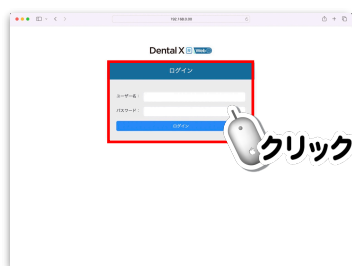 192.168.0.99
Dental X R Web
ログイン
ユーザー名：
パスワード：
ログイン
クリック